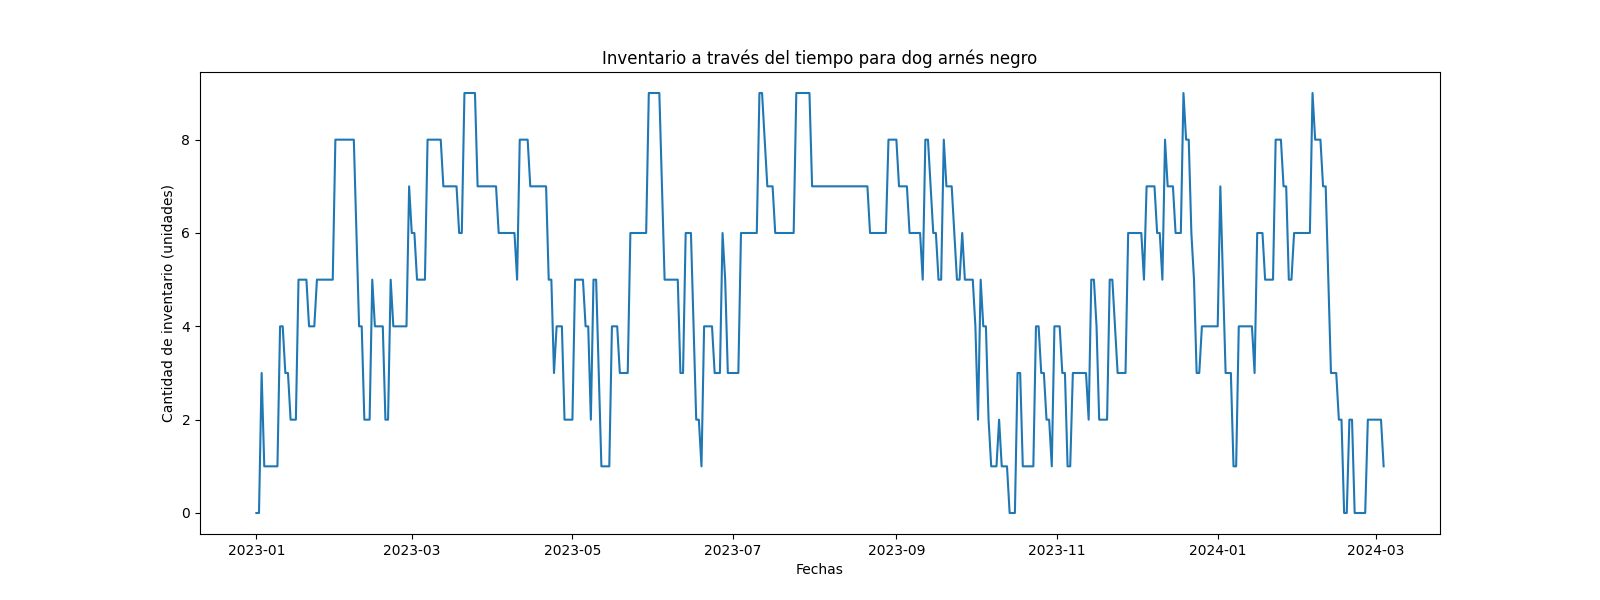 Inventario a través del tiempo para dog arnés negro
Cantidad de inventario (unidades)
8
6
4
2
0
2023-01 2023-03 2023-05 2023-07 2023-09 2023-11 2024-01 2024-03
Fechas